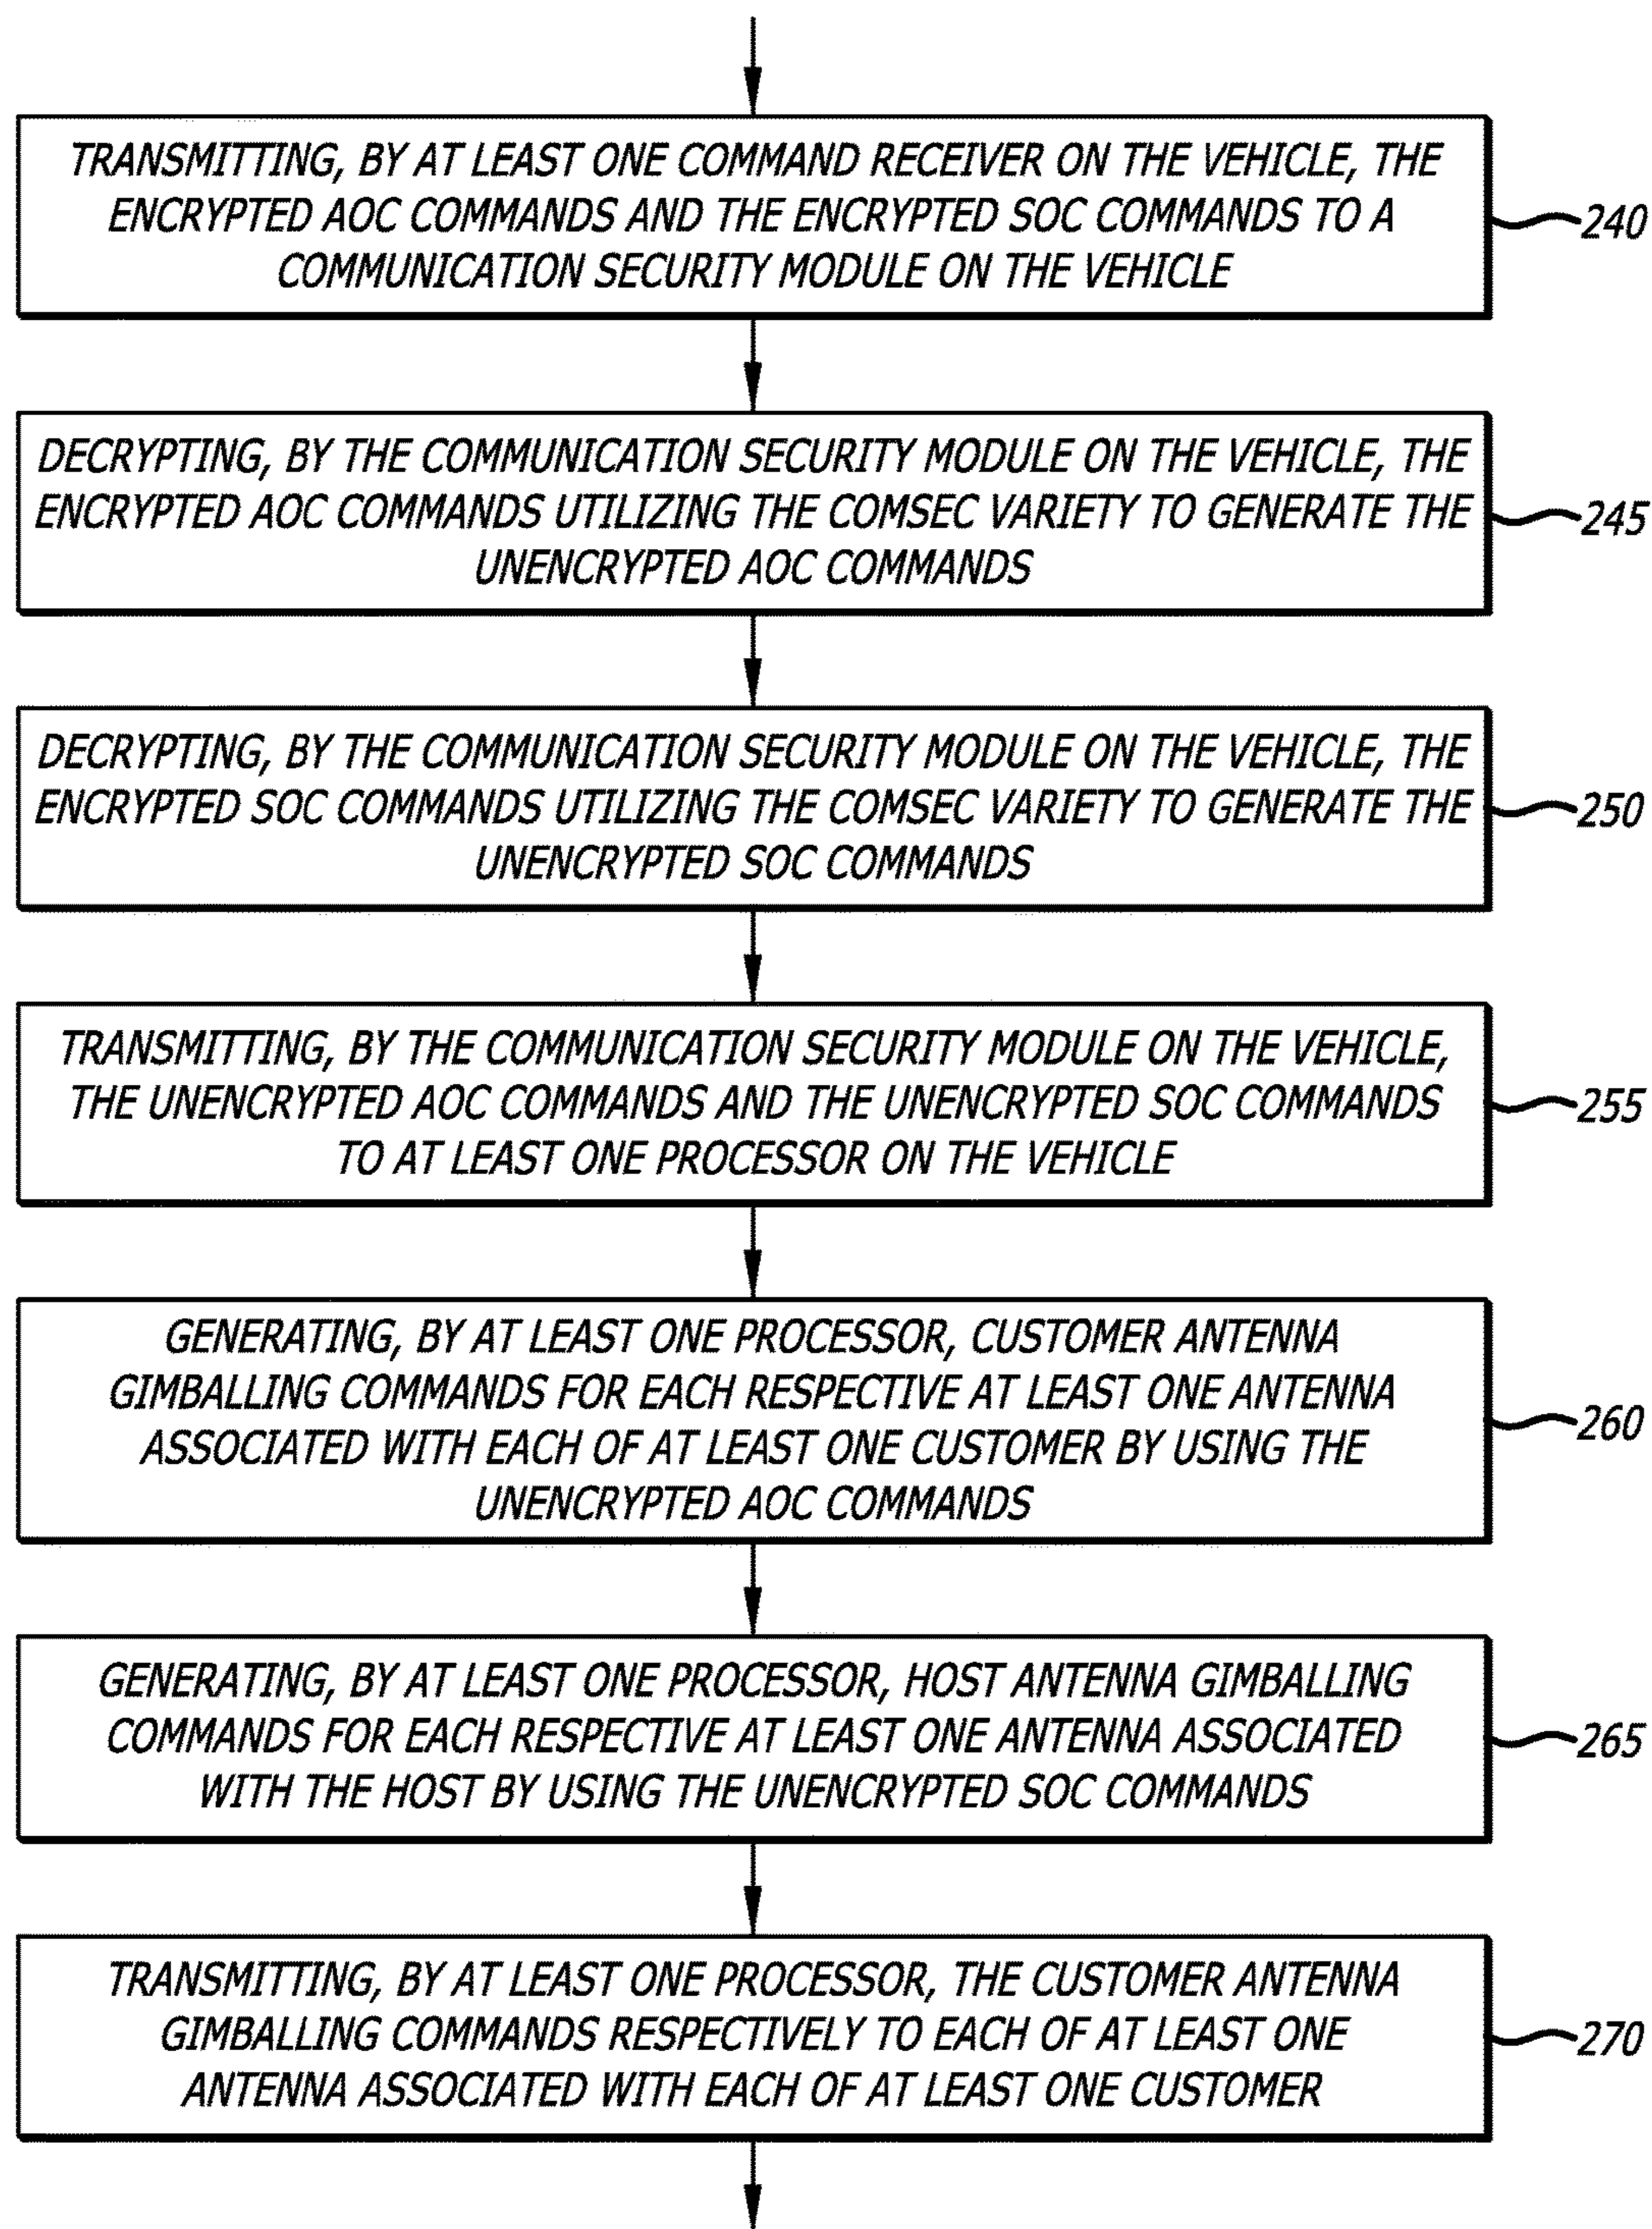 TRANSMITTING, BY AT LEAST ONE COMMAND RECEIVER ON THE VEHICLE, THE
ENCRYPTED AOC COMMANDS AND THE ENCRYPTED SOC COMMANDS TO A
COMMUNICATION SECURITY MODULE ON THE VEHICLE
240
DECRYPTING, BY THE COMMUNICATION SECURITY MODULE ON THE VEHICLE, THE
ENCRYPTED AOC COMMANDS UTILIZING THE COMSEC VARIETY TO GENERATE THE
UNENCRYPTED AOC COMMANDS
245
DECRYPTING, BY THE COMMUNICATION SECURITY MODULE ON THE VEHICLE, THE
ENCRYPTED SOC COMMANDS UTILIZING THE COMSEC VARIETY TO GENERATE THE
UNENCRYPTED SOC COMMANDS
250
TRANSMITTING, BY THE COMMUNICATION SECURITY MODULE ON THE VEHICLE,
THE UNENCRYPTED AOC COMMANDS AND THE UNENCRYPTED SOC COMMANDS
TO AT LEAST ONE PROCESSOR ON THE VEHICLE
255
GENERATING, BY AT LEAST ONE PROCESSOR, CUSTOMER ANTENNA
GIMBALLING COMMANDS FOR EACH RESPECTIVE AT LEAST ONE ANTENNA
ASSOCIATED WITH EACH OF AT LEAST ONE CUSTOMER BY USING THE
UNENCRYPTED AOC COMMANDS
260
GENERATING, BY AT LEAST ONE PROCESSOR, HOST ANTENNA GIMBALLING
COMMANDS FOR EACH RESPECTIVE AT LEAST ONE ANTENNA ASSOCIATED
WITH THE HOST BY USING THE UNENCRYPTED SOC COMMANDS
265
TRANSMITTING, BY AT LEAST ONE PROCESSOR, THE CUSTOMER ANTENNA
GIMBALLING COMMANDS RESPECTIVELY TO EACH OF AT LEAST ONE
ANTENNA ASSOCIATED WITH EACH OF AT LEAST ONE CUSTOMER
270